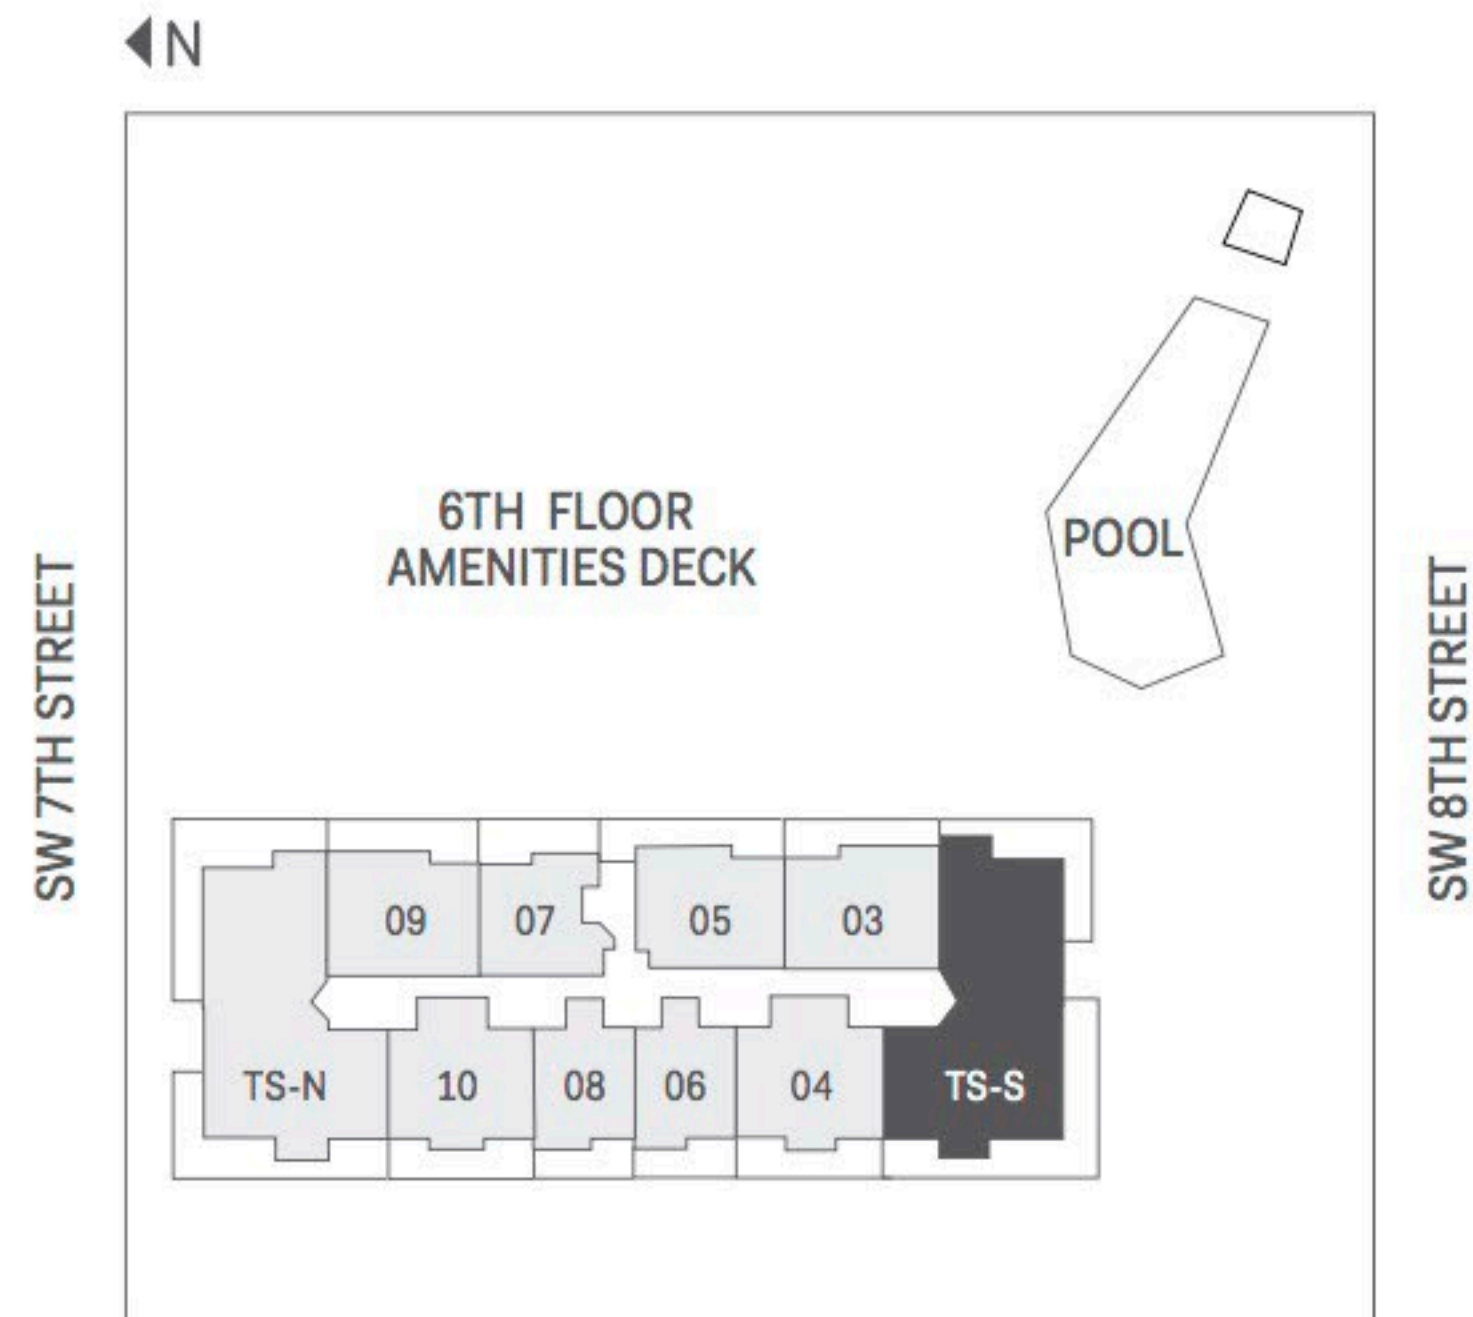 N
6TH FLOOR
AMENITIES DECK
POOL
SW 7TH STREET
SW 8TH STREET
09
07
05
03
TS-N
10
08
06
04
TS-S